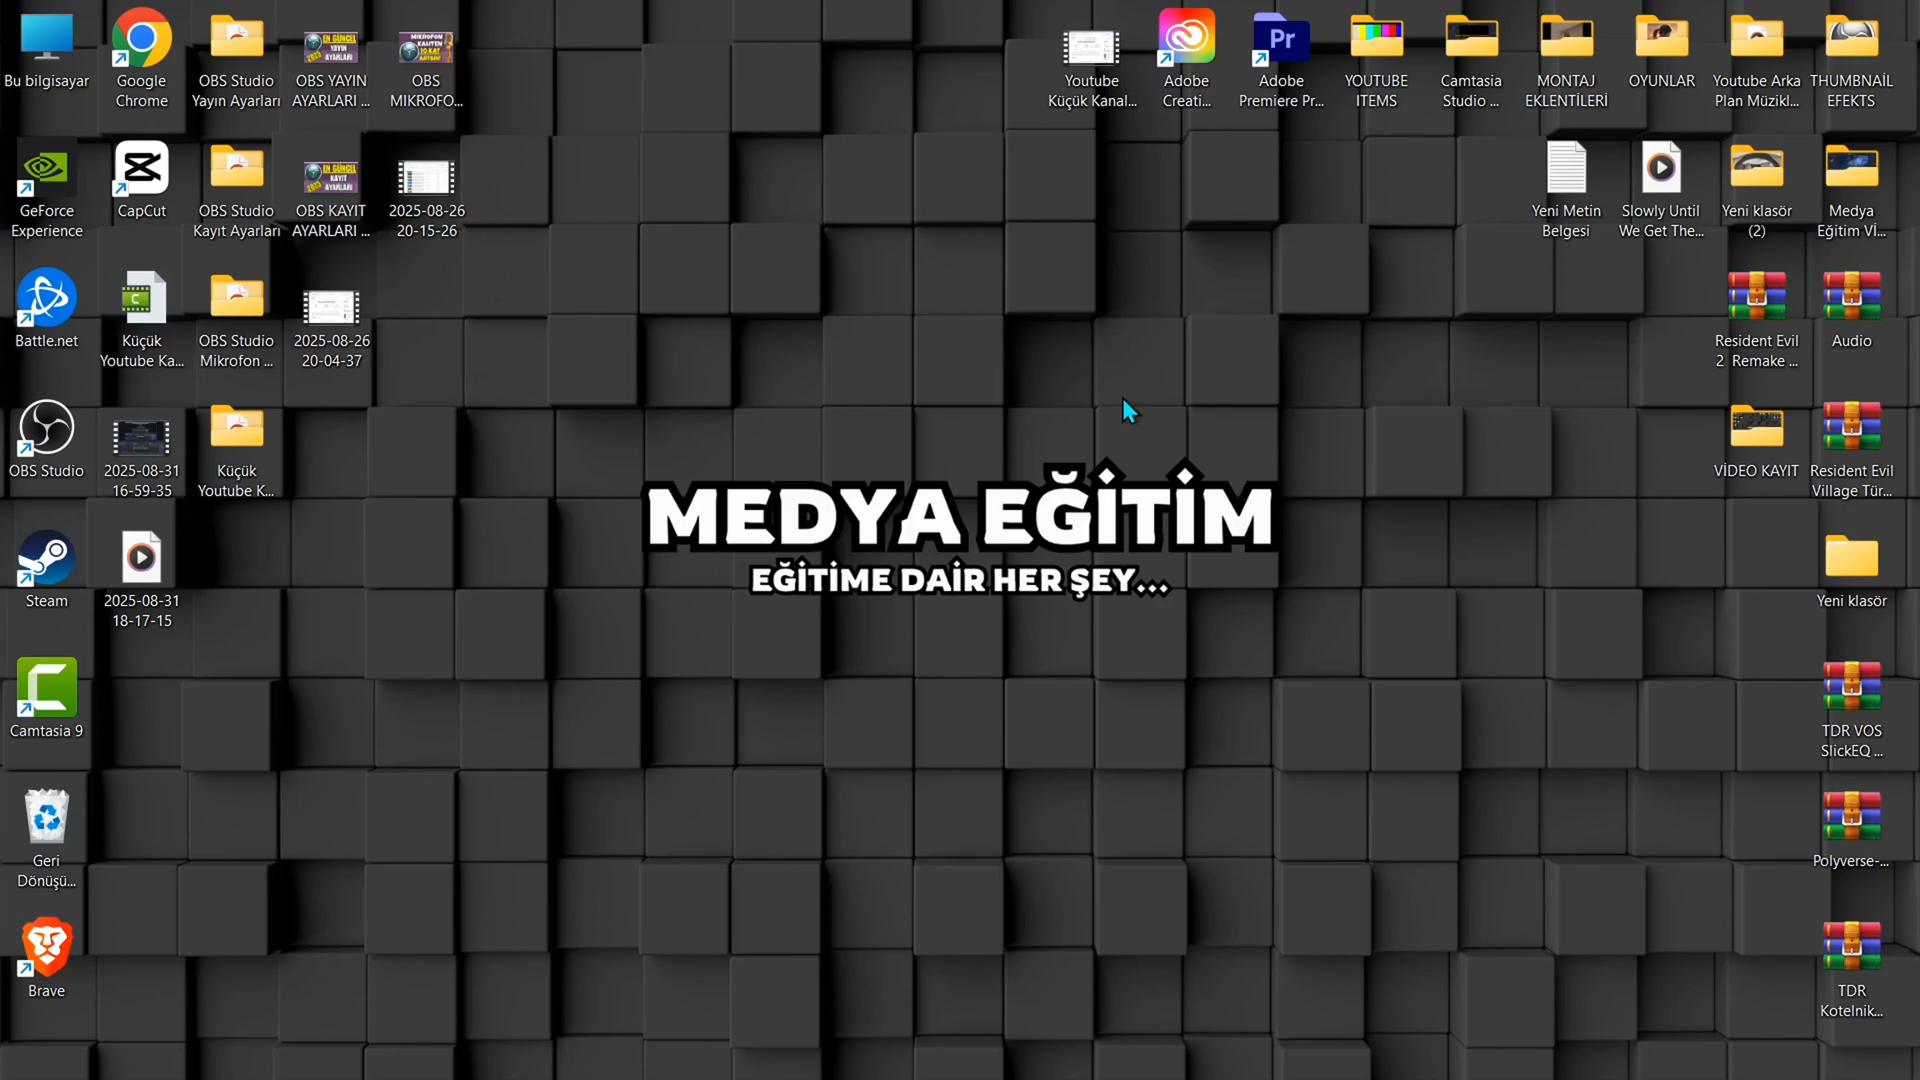 Bu bilgisayar
Google
Chrome
OBS Studio
Yayın Ayarları
OBS YAYIN
AYARLARI ...
OBS
MIKROFO...
Youtube
Küçük Kanal...
Adobe
Creati...
Adobe
Premiere Pr...
YOUTUBE
ITEMS
Camtasia
Studio ...
MONTAJ
EKLENTİLERİ
OYUNLAR
Youtube Arka
Plan Müzikl...
THUMBNAİL
EFEKTS
GeForce
Experience
CapCut
OBS Studio
Kayıt Ayarları
OBS KAYIT
AYARLARI ...
2025-08-26
20-15-26
Yeni Metin
Belgesi
Slowly Until
We Get The...
Yeni klasör
(2)
Medya
Eğitim Vİ...
Battle.net
Küçük
Youtube Ka...
OBS Studio
Mikrofon ...
2025-08-26
20-04-37
Resident Evil
2 Remake ...
Audio
OBS Studio
2025-08-31
16-59-35
Küçük
Youtube K...
VİDEO KAYIT
Resident Evil
Village Tür...
MEDYA EĞİTİM
EĞİTİME DAİR HER ŞEY...
Steam
2025-08-31
18-17-15
Yeni klasör
Camtasia 9
TDR VOS
SlickEQ ...
Geri
Dönüşü...
Polyverse-...
Brave
TDR
Kotelnik...